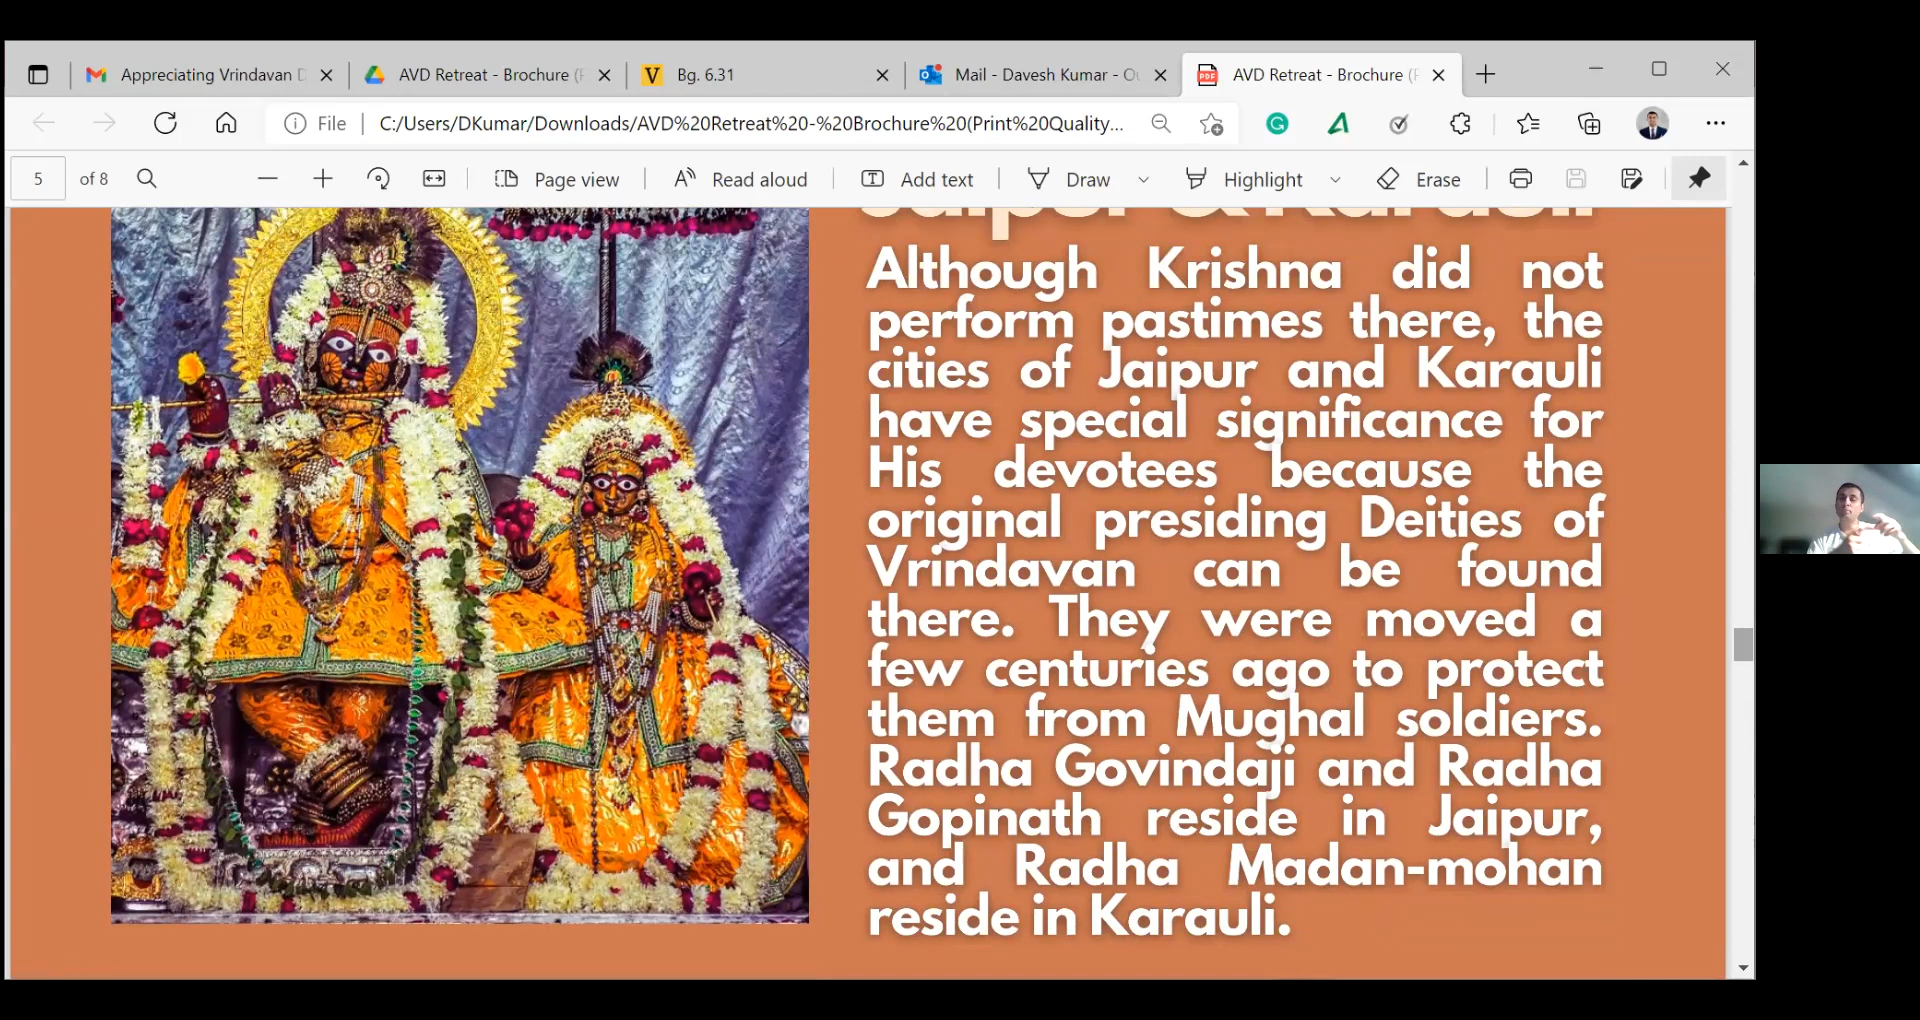 Appreciating Vrindavan D
AVD Retreat - Brochure (P
Bg. 6.31
Mail - Davesh Kumar - Ou
AVD Retreat - Brochure (P
File
C:/Users/DKumar/Downloads/AVD%20Retreat%20-%20Brochure%20(Print%20Quality...
5 of 8
Page view
Read aloud
Add text
Draw
Highlight
Erase
Jaipur & Karauli
Although Krishna did not
perform pastimes there, the
cities of Jaipur and Karauli
have special significance for
His devotees because the
original presiding Deities of
Vrindavan can be found
there. They were moved a
few centuries ago to protect
them from Mughal soldiers.
Radha Govindaji and Radha
Gopinath reside in Jaipur,
and Radha Madan-mohan
reside in Karauli.